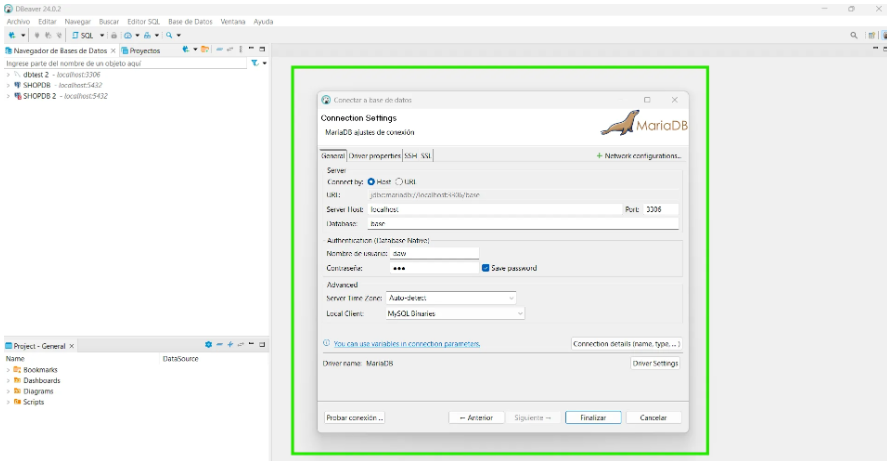 DBeaver 24.0.2
Archivo Editar Navegar Buscar Editor SQL Base de Datos Ventana Ayuda
SQL
Navegador de Bases de Datos Proyectos
Ingrese parte del nombre de un objeto aquí
dbtest 2 - localhost:3306
SHOPDB - localhost:5432
SHOPDB 2 - localhost:5432
Project - General
Name DataSource
Bookmarks
Dashboards
Diagrams
Scripts
Conectar a base de datos
Connection Settings
MariaDB ajustes de conexión
MariaDB
General Driver properties SSH SSL
+ Network configurations...
Server
Connect by: Host URL
URL: jdbc:mariadb://localhost:3306/base
Server Host: localhost Port: 3306
Database: base
Authentication (Database Native)
Nombre de usuario: daw
Contraseña: ●●● Save password
Advanced
Server Time Zone: Auto-detect
Local Client: MySQL Binaries
You can use variables in connection parameters.
Connection details (name, type, ... )
Driver name: MariaDB
Driver Settings
Probar conexión ... ← Anterior Siguiente → Finalizar Cancelar